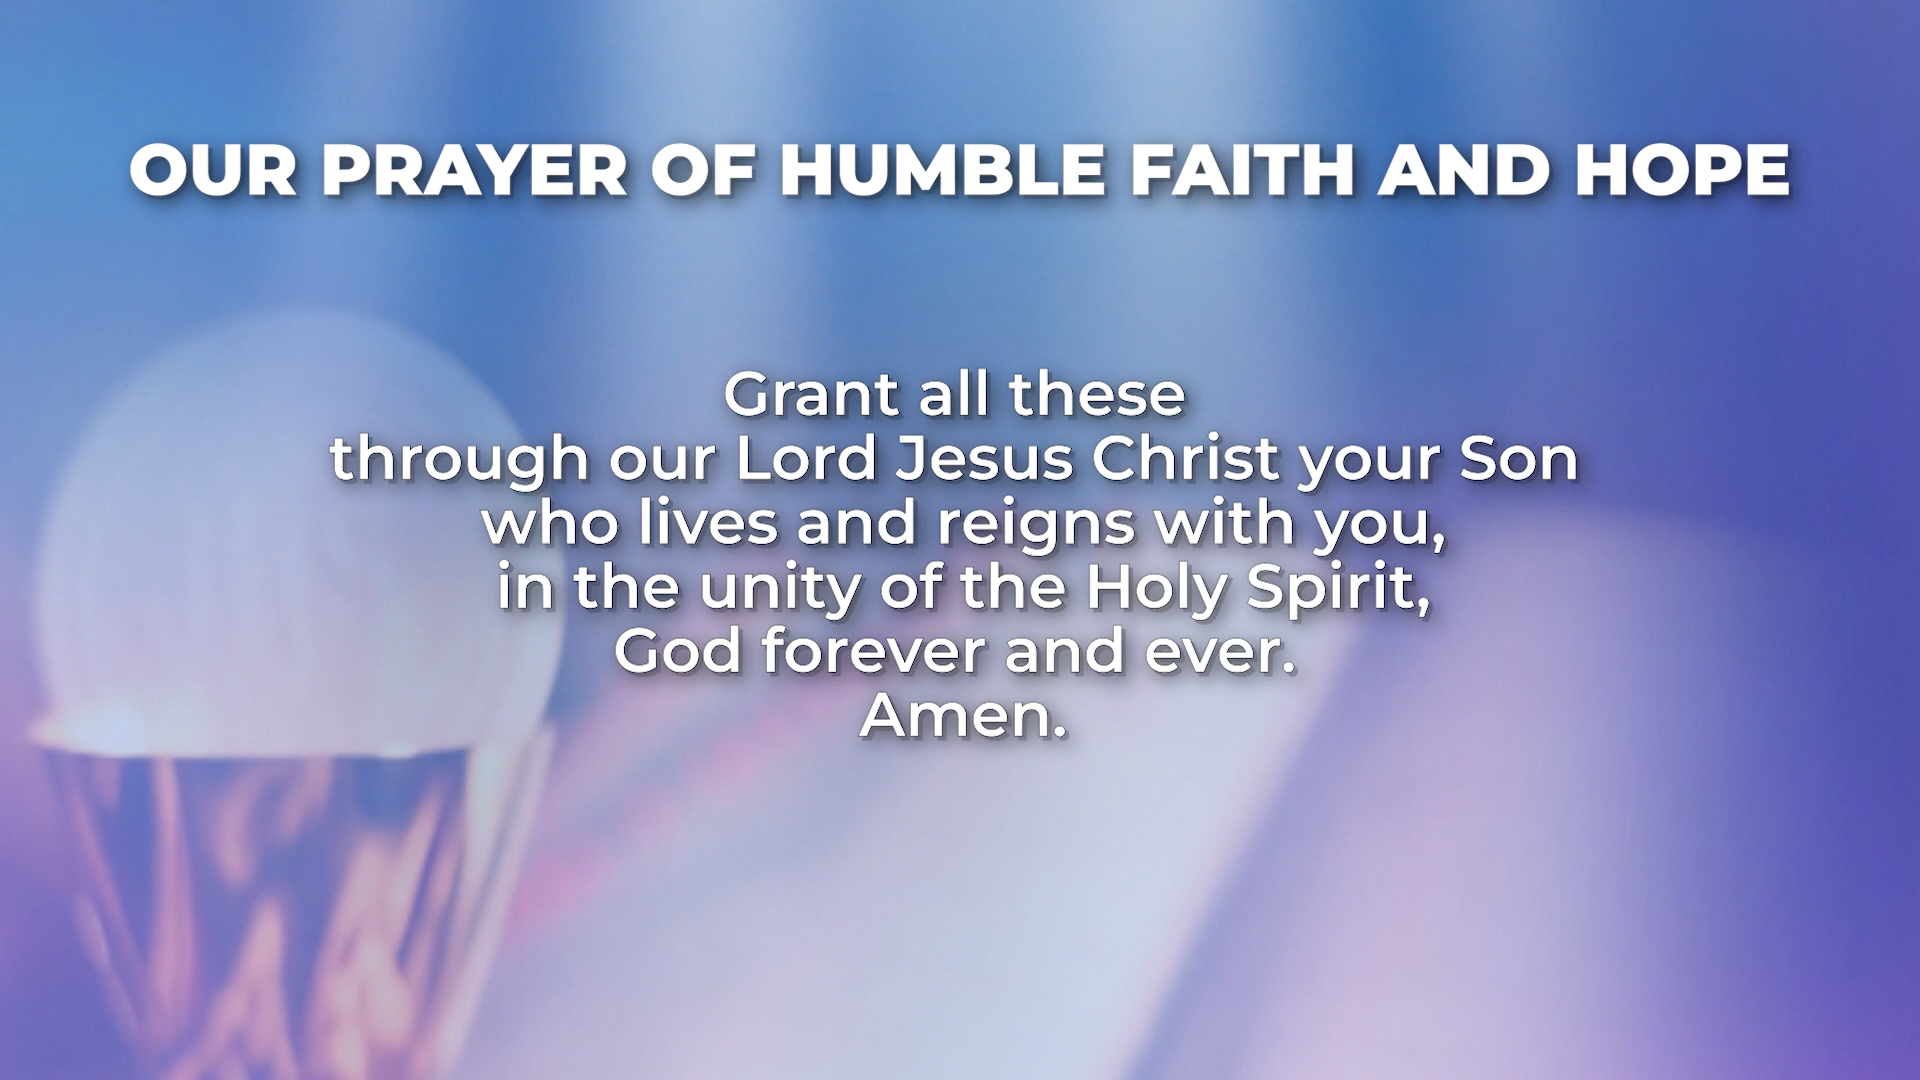 OUR PRAYER OF HUMBLE FAITH AND HOPE
Grant all these
through our Lord Jesus Christ your Son
who lives and reigns with you,
in the unity of the Holy Spirit,
God forever and ever.
Amen.